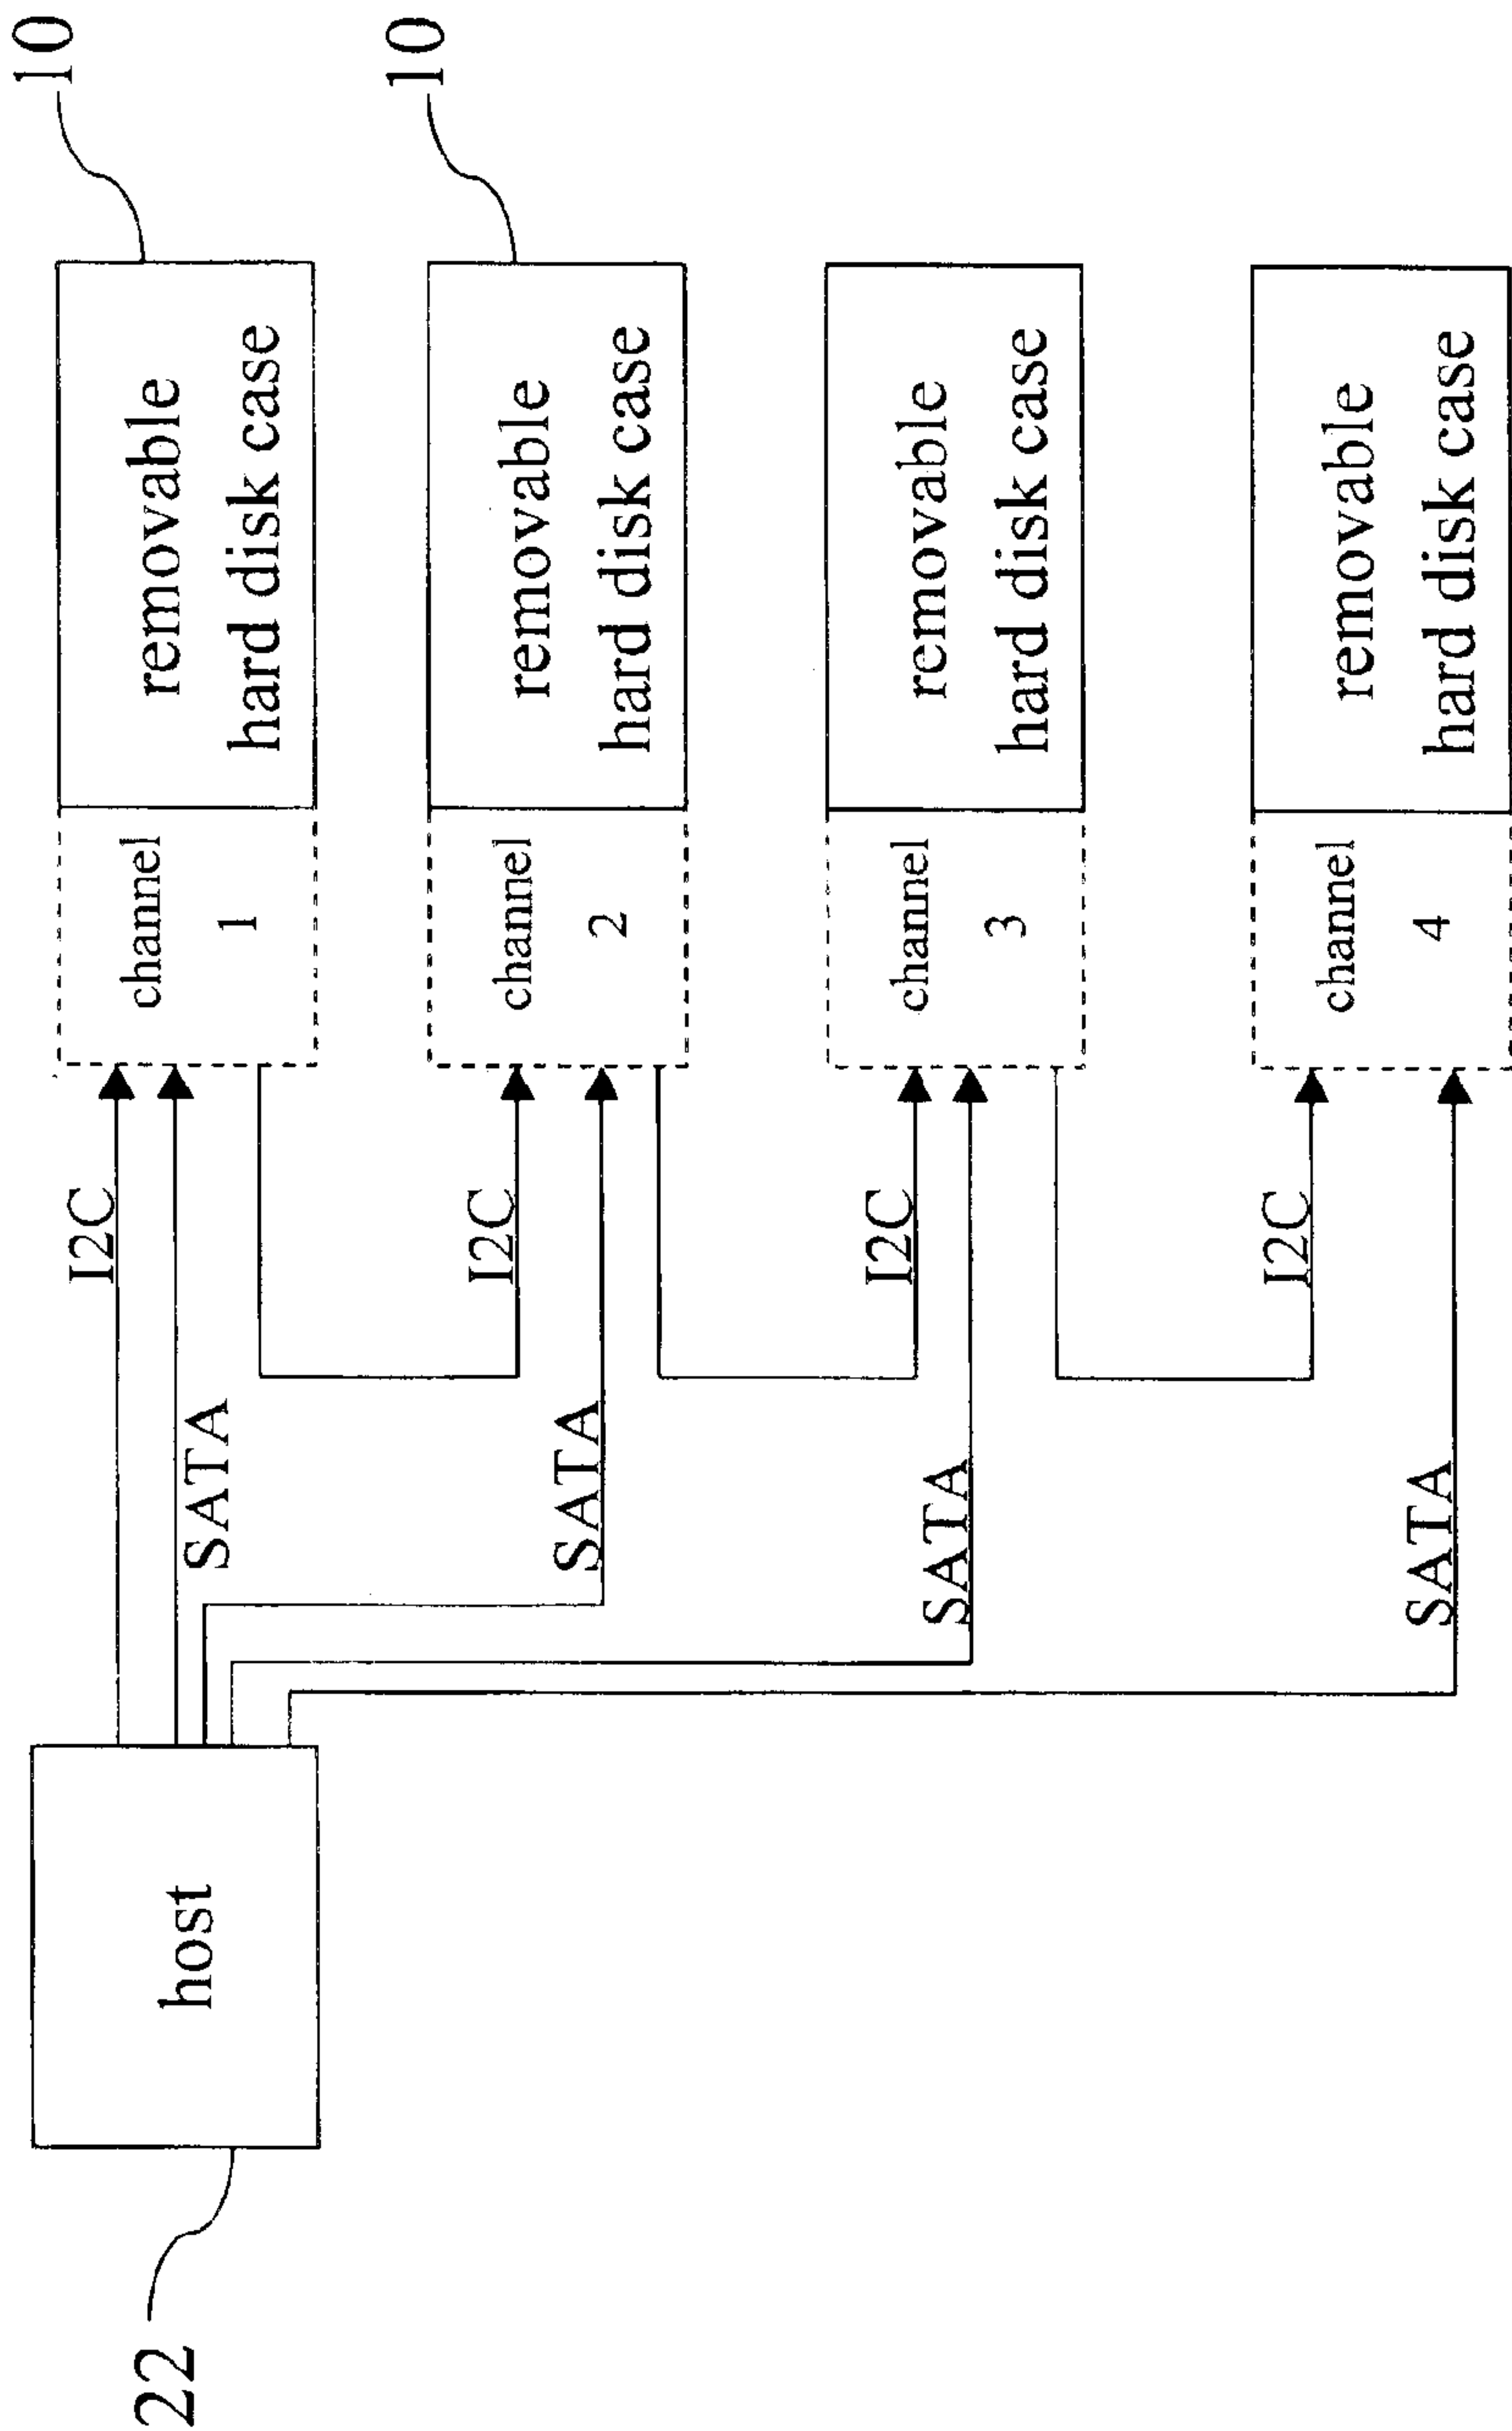 10
removable
hard disk case
channel
1
I2C
SATA
host
22
10
removable
hard disk case
channel
2
I2C
SATA
removable
hard disk case
channel
3
I2C
SATA
removable
hard disk case
channel
4
I2C
SATA